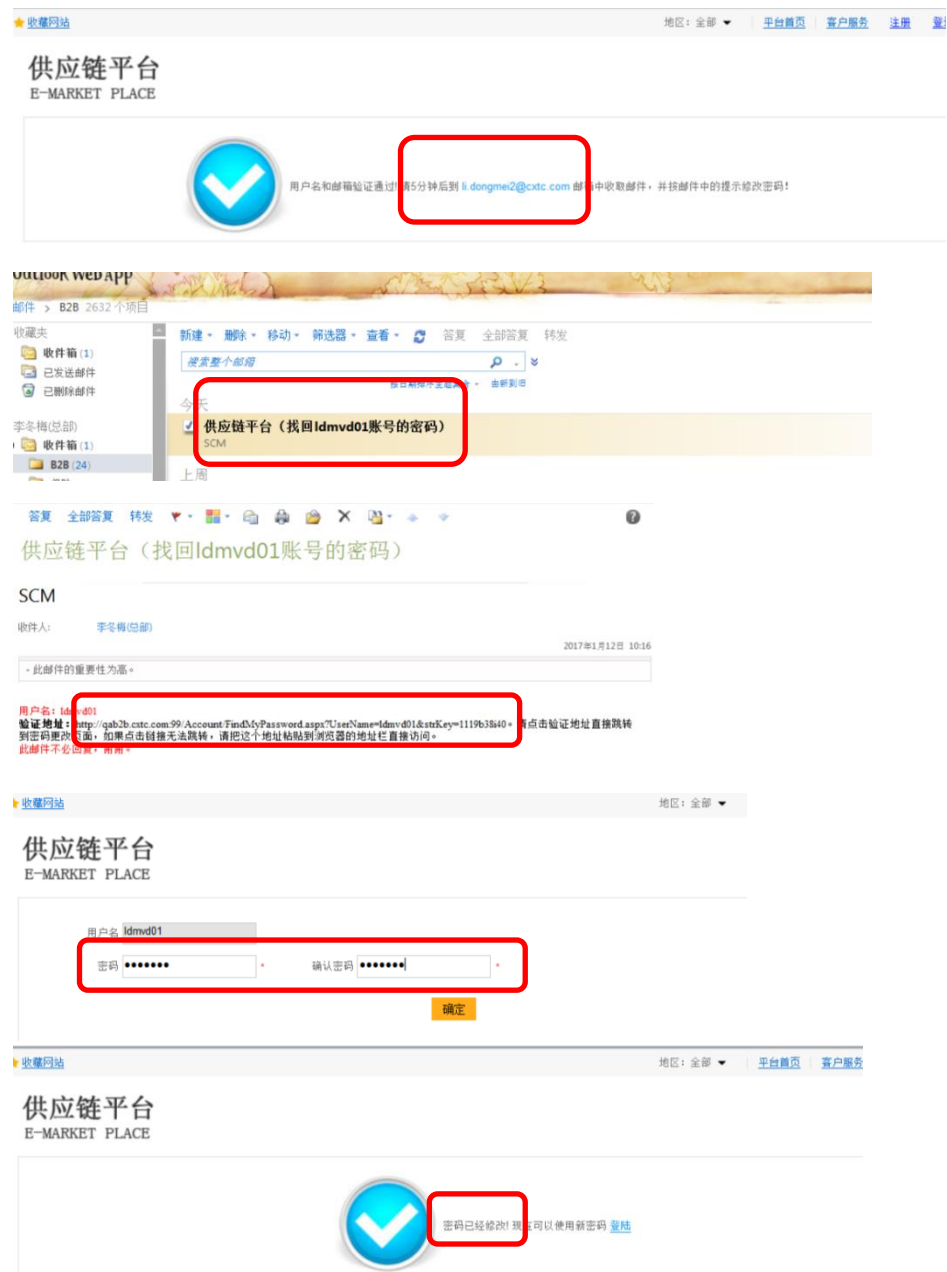 收藏网站 地区：全部 平台首页 客户服务 注册
供应链平台
E-MARKET PLACE
用户名和邮箱验证通过!请5分钟后到 li.dongmei2@cxtc.com 邮箱中收取邮件，并按邮件中的提示修改密码!
Outlook Web App
邮件 > B2B 2632 个项目
收藏夹
新建 删除 移动 筛选器 查看 答复 全部答复 转发
收件箱 (1)
搜索整个邮箱
已发送邮件
由新到旧
已删除邮件
今天
李冬梅(总部)
供应链平台（找回ldmvd01账号的密码）
SCM
收件箱 (1)
B2B (24)
上周
答复 全部答复 转发
供应链平台（找回ldmvd01账号的密码）
SCM
收件人: 李冬梅(总部)
2017年1月12日 10:16
- 此邮件的重要性为高。
用户名：ldmvd01
验证地址：http://qab2b.cxtc.com:99/Account/FindMyPassword.aspx?UserName=ldmvd01&strKey=1119b38i40。请点击验证地址直接跳转
到密码更改页面，如果点击链接无法跳转，请把这个地址粘贴到浏览器的地址栏直接访问。
此邮件不必回复，谢谢。
收藏网站 地区：全部
供应链平台
E-MARKET PLACE
用户名 ldmvd01
密码 ••••••• * 确认密码 ••••••• *
确定
收藏网站 地区：全部 平台首页 客户服务
供应链平台
E-MARKET PLACE
密码已经修改! 现在可以使用新密码 登陆